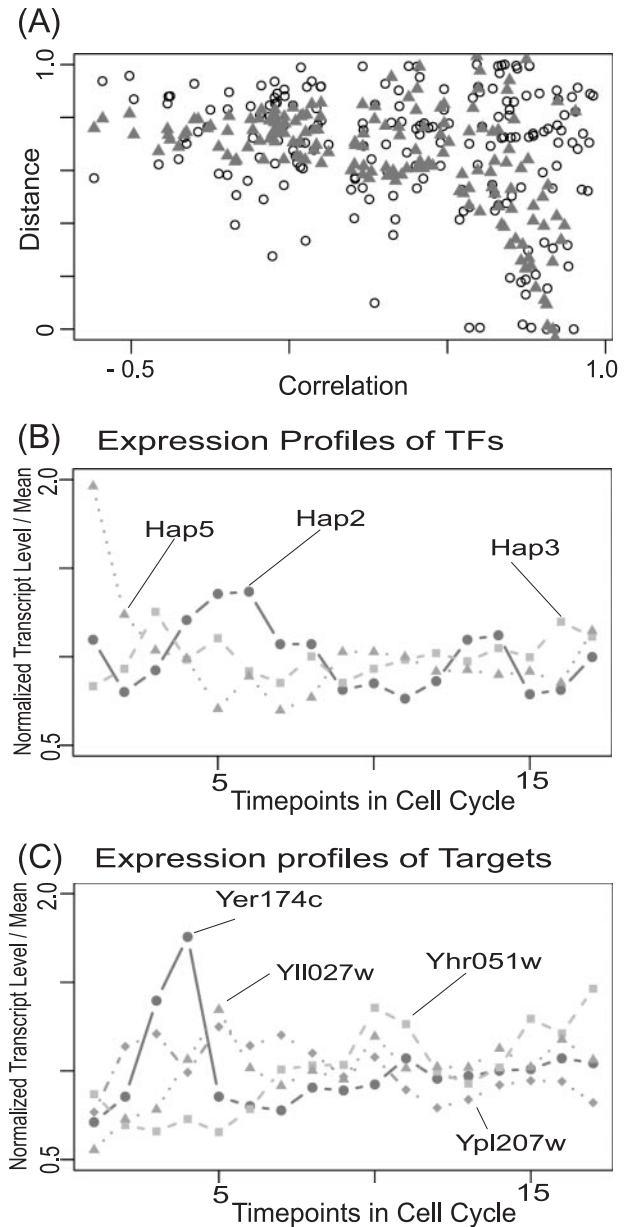 (A)
1.0
Distance
0
- 0.5
1.0
Correlation
(B) Expression Profiles of TFs
2.0
Normalized Transcript Level / Mean
Hap5
Hap2
Hap3
0.5
5
15
Timepoints in Cell Cycle
(C) Expression profiles of Targets
2.0
Normalized Transcript Level / Mean
Yer174c
Yll027w
Yhr051w
Ypl207w
0.5
5
15
Timepoints in Cell Cycle